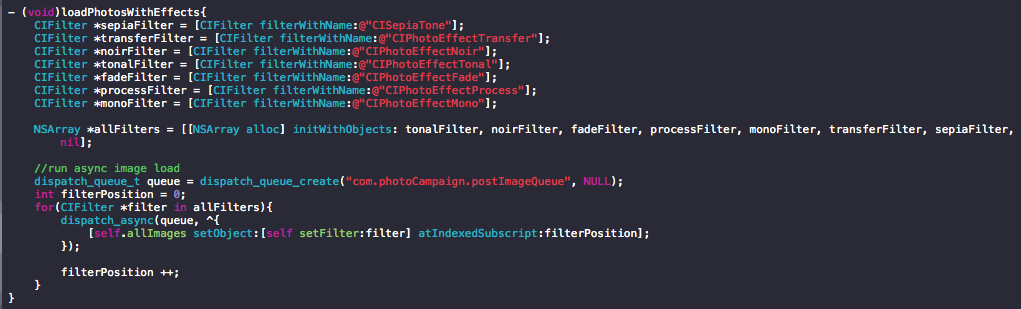 - (void)loadPhotosWithEffects{
    CIFilter *sepiaFilter = [CIFilter filterWithName:@"CISepiaTone"];
    CIFilter *transferFilter = [CIFilter filterWithName:@"CIPhotoEffectTransfer"];
    CIFilter *noirFilter = [CIFilter filterWithName:@"CIPhotoEffectNoir"];
    CIFilter *tonalFilter = [CIFilter filterWithName:@"CIPhotoEffectTonal"];
    CIFilter *fadeFilter = [CIFilter filterWithName:@"CIPhotoEffectFade"];
    CIFilter *processFilter = [CIFilter filterWithName:@"CIPhotoEffectProcess"];
    CIFilter *monoFilter = [CIFilter filterWithName:@"CIPhotoEffectMono"];

    NSArray *allFilters = [[NSArray alloc] initWithObjects: tonalFilter, noirFilter, fadeFilter, processFilter, monoFilter, transferFilter, sepiaFilter,
        nil];

    //run async image load
    dispatch_queue_t queue = dispatch_queue_create("com.photoCampaign.postImageQueue", NULL);
    int filterPosition = 0;
    for(CIFilter *filter in allFilters){
        dispatch_async(queue, ^{
            [self.allImages setObject:[self setFilter:filter] atIndexedSubscript:filterPosition];
        });

        filterPosition ++;
    }
}